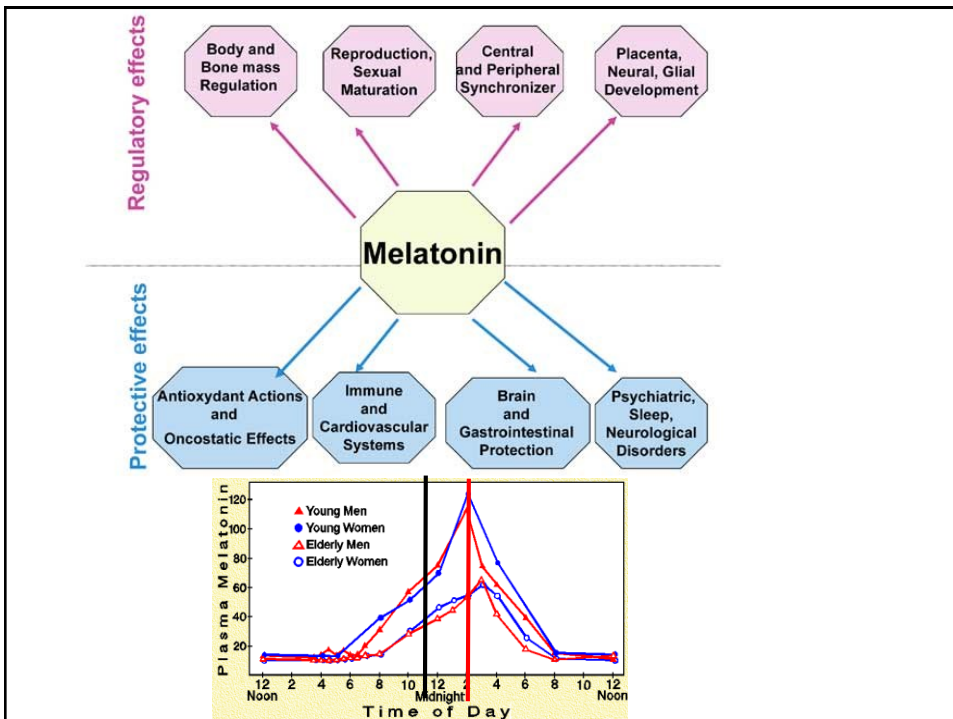 Regulatory effects
Body and
Bone mass
Regulation
Reproduction,
Sexual
Maturation
Central
and Peripheral
Synchronizer
Placenta,
Neural, Glial
Development
Melatonin
Protective effects
Antioxydant Actions
and
Oncostatic Effects
Immune
and
Cardiovascular
Systems
Brain
and
Gastrointestinal
Protection
Psychiatric,
Sleep,
Neurological
Disorders
Plasma Melatonin
120
100
80
60
40
20
Young Men
Young Women
Elderly Men
Elderly Women
12 2 4 6 8 10 12 2 4 6 8 10 12
Noon Midnight Noon
Time of Day